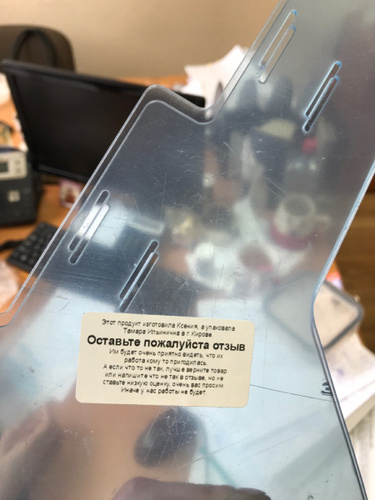 Этот продукт изготовила Ксения, а упаковала
Тамара Ильинична в г. Кирове.
Оставьте пожалуйста отзыв
Им будет очень приятно видеть, что их
работа кому то пригодилась.
А если что то не так, лучше верните товар
или напишите что не так в отзыве, но не
ставьте низкую оценку, очень вас просим.
Иначе у нас работы не будет.